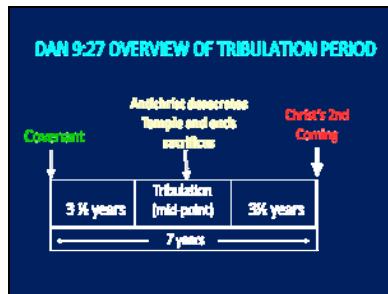 DAN 9:27 OVERVIEW OF TRIBULATION PERIOD
Antichrist desecrates
Temple and ends
sacrifices
Christ's 2nd
Coming
Covenant
3 ½ years
Tribulation
(mid-point)
3½ years
7 years